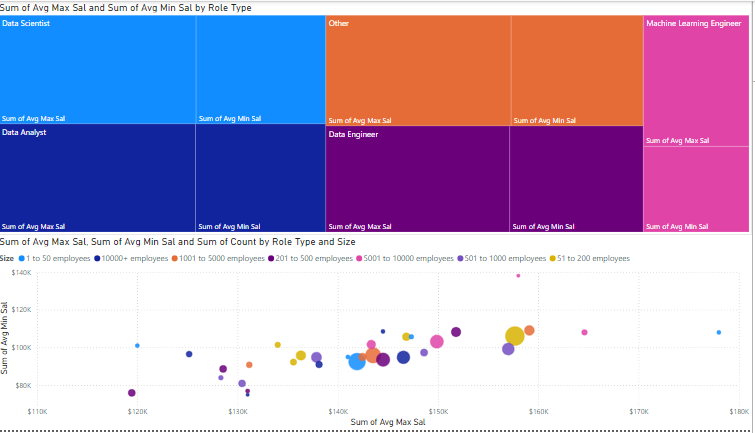 Sum of Avg Max Sal and Sum of Avg Min Sal by Role Type
Data Scientist
Other
Machine Learning Engineer
Sum of Avg Max Sal
Sum of Avg Min Sal
Sum of Avg Max Sal
Sum of Avg Min Sal
Data Analyst
Data Engineer
Sum of Avg Max Sal
Sum of Avg Max Sal
Sum of Avg Min Sal
Sum of Avg Max Sal
Sum of Avg Min Sal
Sum of Avg Min Sal
Sum of Avg Max Sal, Sum of Avg Min Sal and Sum of Count by Role Type and Size
Size 1 to 50 employees 10000+ employees 1001 to 5000 employees 201 to 500 employees 5001 to 10000 employees 501 to 1000 employees 51 to 200 employees
$140K
$120K
$100K
$80K
Sum of Avg Min Sal
$110K $120K $130K $140K $150K $160K $170K $180K
Sum of Avg Max Sal